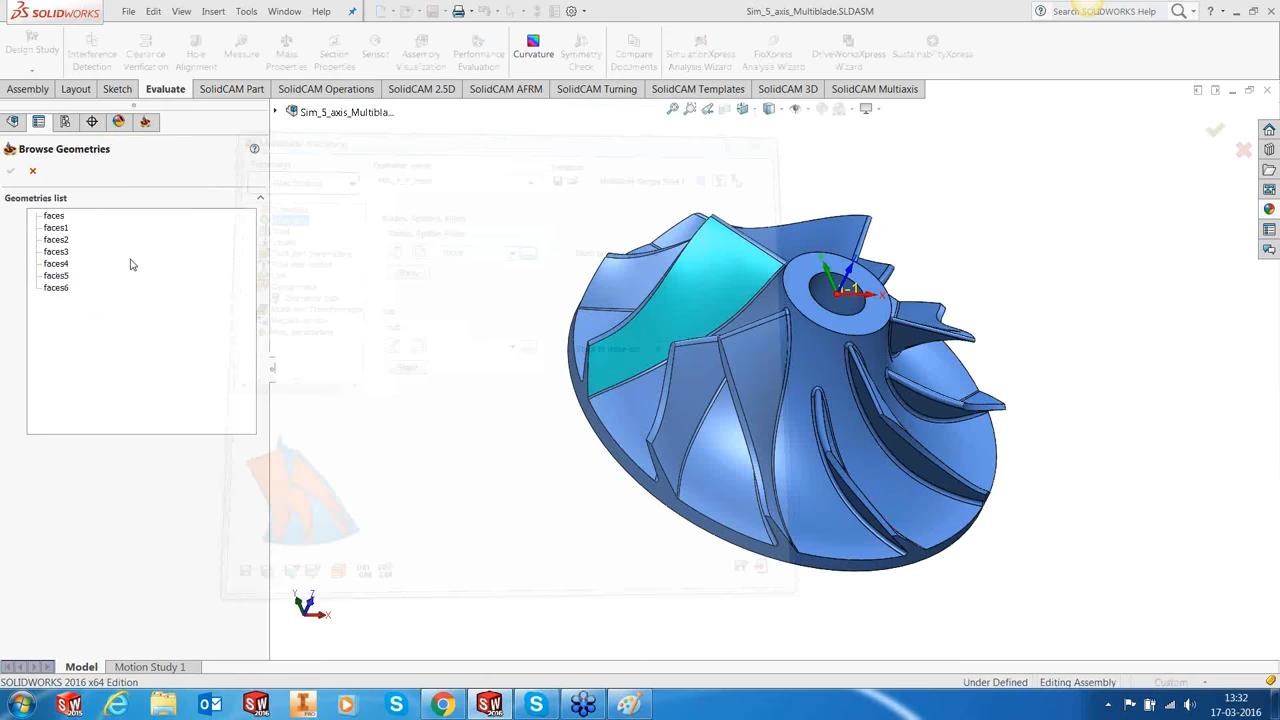 SOLIDWORKS File Edit View Insert Tools Window Help Sim_5_axis_Multiblade.SLDASM Search SOLIDWORKS Help
Design Study
Interference Detection
Clearance Verification
Hole Alignment
Measure
Mass Properties
Section Properties
Sensor
Assembly Visualization
Performance Evaluation
Curvature
Symmetry Check
Compare Documents
SimulationXpress Analysis Wizard
FloXpress Analysis Wizard
DriveWorksXpress Wizard
SustainabilityXpress
Assembly Layout Sketch Evaluate SolidCAM Part SolidCAM Operations SolidCAM 2.5D SolidCAM AFRM SolidCAM Turning SolidCAM Templates SolidCAM 3D SolidCAM Multiaxis
Sim_5_axis_Multibla...
Browse Geometries
Geometries list
faces
faces1
faces2
faces3
faces4
faces5
faces6
X
Y Z
X
Model Motion Study 1
SOLIDWORKS 2016 x64 Edition Under Defined Editing Assembly Custom
13:32
17-03-2016